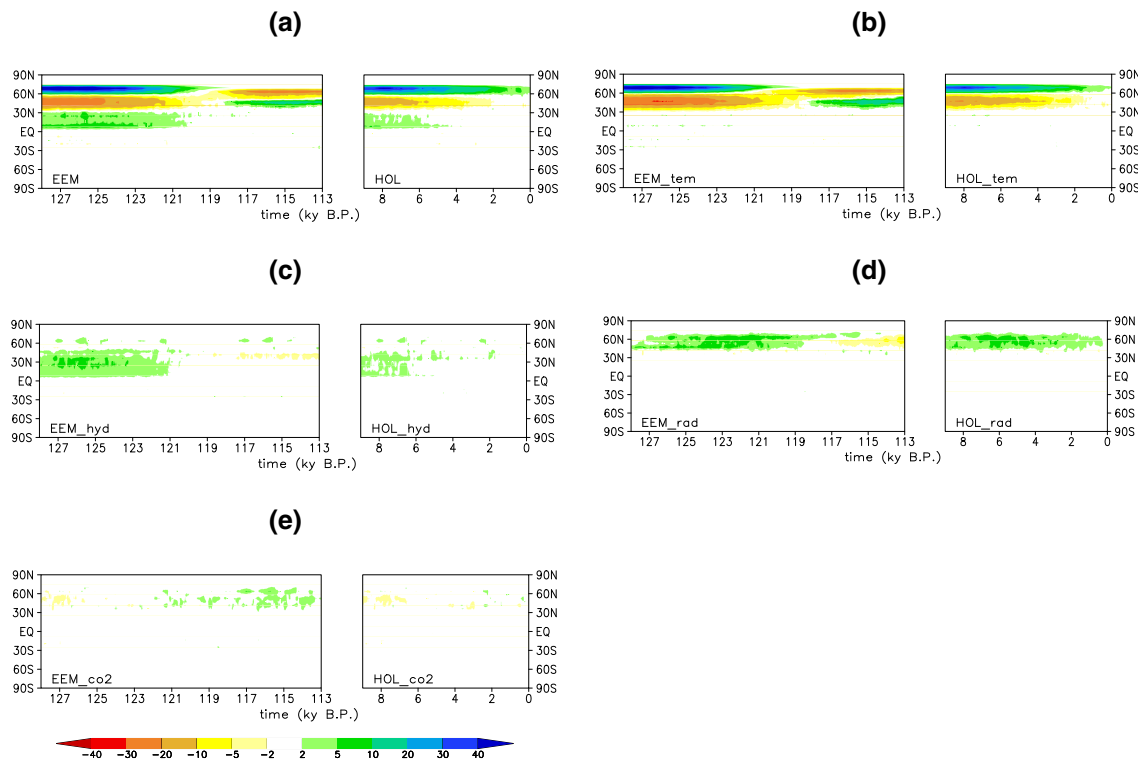 (a)
(b)
90N 60N 30N EQ 30S 60S 90S
EEM
127 125 123 121 119 117 115 113
HOL
8 6 4 2 0
90N 60N 30N EQ 30S 60S 90S
time (ky B.P.)
90N 60N 30N EQ 30S 60S 90S
EEM_tem
127 125 123 121 119 117 115 113
HOL_tem
8 6 4 2 0
90N 60N 30N EQ 30S 60S 90S
time (ky B.P.)
(c)
(d)
90N 60N 30N EQ 30S 60S 90S
EEM_hyd
127 125 123 121 119 117 115 113
HOL_hyd
8 6 4 2 0
90N 60N 30N EQ 30S 60S 90S
time (ky B.P.)
90N 60N 30N EQ 30S 60S 90S
EEM_rad
127 125 123 121 119 117 115 113
HOL_rad
8 6 4 2 0
90N 60N 30N EQ 30S 60S 90S
time (ky B.P.)
(e)
90N 60N 30N EQ 30S 60S 90S
EEM_co2
127 125 123 121 119 117 115 113
HOL_co2
8 6 4 2 0
90N 60N 30N EQ 30S 60S 90S
time (ky B.P.)
-40 -30 -20 -10 -5 -2 2 5 10 20 30 40